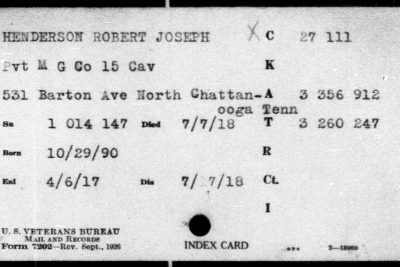 HENDERSON ROBERT JOSEPH X C 27 111
Pvt M G Co 15 Cav K
531 Barton Ave North Chattan- A 3 356 912
ooga Tenn
Sn 1 014 147 Died 7/7/18 T 3 260 247
Born 10/29/90 R
Enl 4/6/17 Dis 7/ 7/18 Ct.
I
U. S. VETERANS BUREAU
MAIL AND RECORDS
Form 7202—Rev. Sept., 1926 INDEX CARD 2—13960